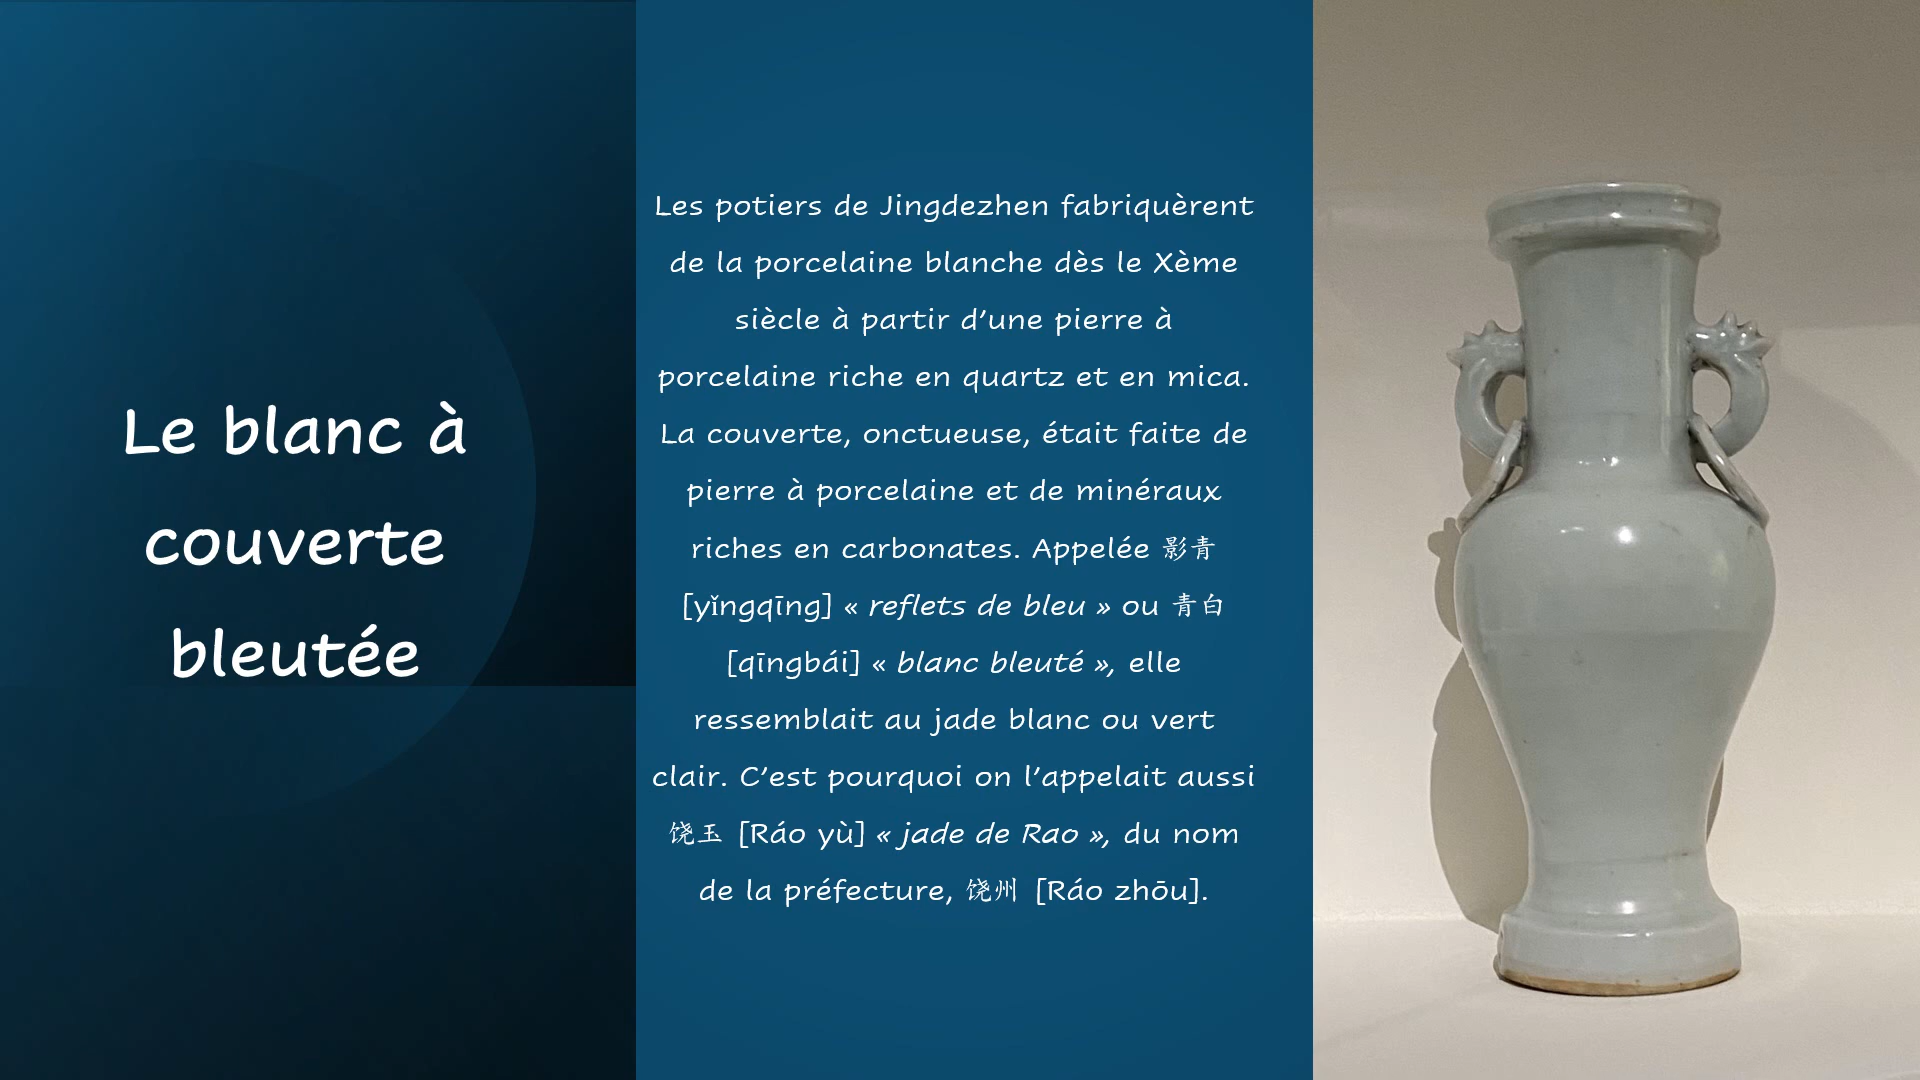 Le blanc à
couverte
bleutée
Les potiers de Jingdezhen fabriquèrent
de la porcelaine blanche dès le Xème
siècle à partir d’une pierre à
porcelaine riche en quartz et en mica.
La couverte, onctueuse, était faite de
pierre à porcelaine et de minéraux
riches en carbonates. Appelée 影青
[yǐngqīng] « reflets de bleu » ou 青白
[qīngbái] « blanc bleuté », elle
ressemblait au jade blanc ou vert
clair. C’est pourquoi on l’appelait aussi
饶玉 [Ráo yù] « jade de Rao », du nom
de la préfecture, 饶州 [Ráo zhōu].